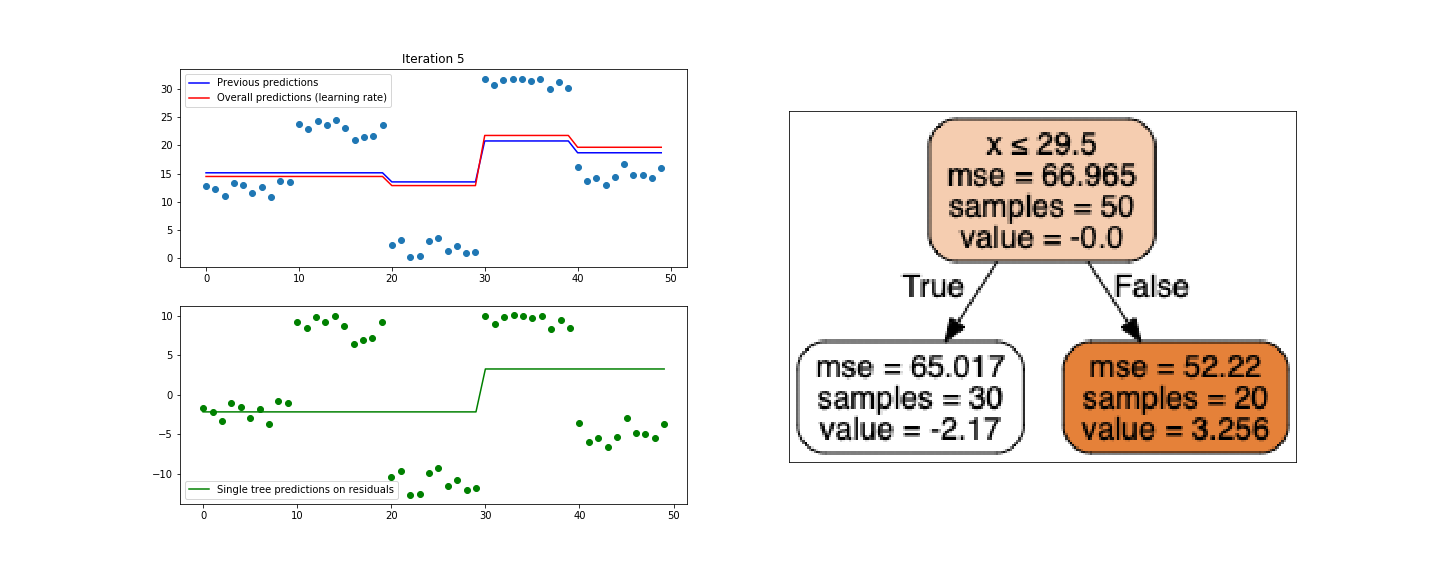 Iteration 5
Previous predictions
Overall predictions (learning rate)
30
25
20
15
10
5
0
0 10 20 30 40 50
10
5
0
−5
−10
Single tree predictions on residuals
0 10 20 30 40 50
x ≤ 29.5
mse = 66.965
samples = 50
value = -0.0
True False
mse = 65.017
samples = 30
value = -2.17
mse = 52.22
samples = 20
value = 3.256